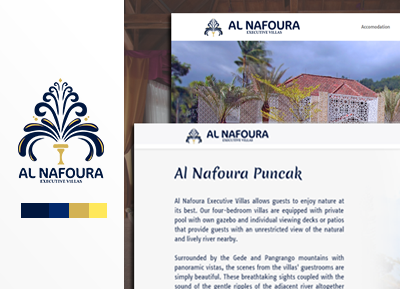 AL NAFOURA
EXECUTIVE VILLAS
AL NAFOURA
EXECUTIVE VILLAS
Accomodation
AL NAFOURA
Al Nafoura Puncak
Al Nafoura Executive Villas allows guests to enjoy nature at
its best. Our four-bedroom villas are equipped with private
pool with own gazebo and individual viewing decks or patios
that provide guests with an unrestricted view of the natural
and lively river nearby.
Surrounded by the Gede and Pangrango mountains with
panoramic vistas, the scenes from the villas' guestrooms are
simply beautiful. These breathtaking sights coupled with the
sound of the gentle ripples of the adjacent river altogether